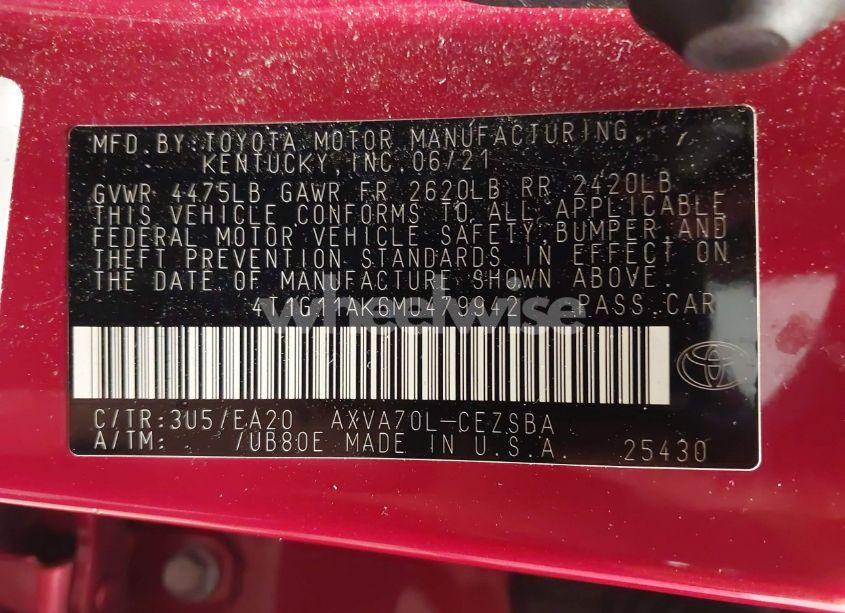 MFD. BY: TOYOTA MOTOR MANUFACTURING,
KENTUCKY, INC. 06/21
GVWR 4475LB GAWR FR 2620LB RR 2420LB
THIS VEHICLE CONFORMS TO ALL APPLICABLE
FEDERAL MOTOR VEHICLE SAFETY, BUMPER, AND
THEFT PREVENTION STANDARDS IN EFFECT ON
THE DATE OF MANUFACTURE SHOWN ABOVE.
PASS.CAR
wheelwise
C/TR: 3U5/EA20 AXVA70L-CEZSBA
A/TM: /UB80E MADE IN U.S.A. 25430